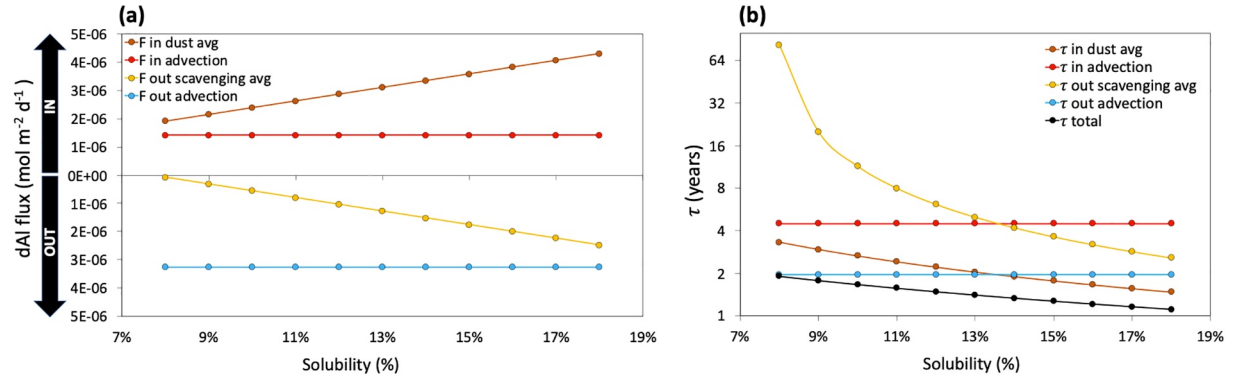 (a)
5E-06
4E-06
3E-06
2E-06
1E-06
0E+00
1E-06
2E-06
3E-06
4E-06
5E-06
IN
OUT
dAl flux (mol m⁻² d⁻¹)
F in dust avg
F in advection
F out scavenging avg
F out advection
7% 9% 11% 13% 15% 17% 19%
Solubility (%)
(b)
64
32
16
8
4
2
1
τ (years)
τ in dust avg
τ in advection
τ out scavenging avg
τ out advection
τ total
7% 9% 11% 13% 15% 17% 19%
Solubility (%)